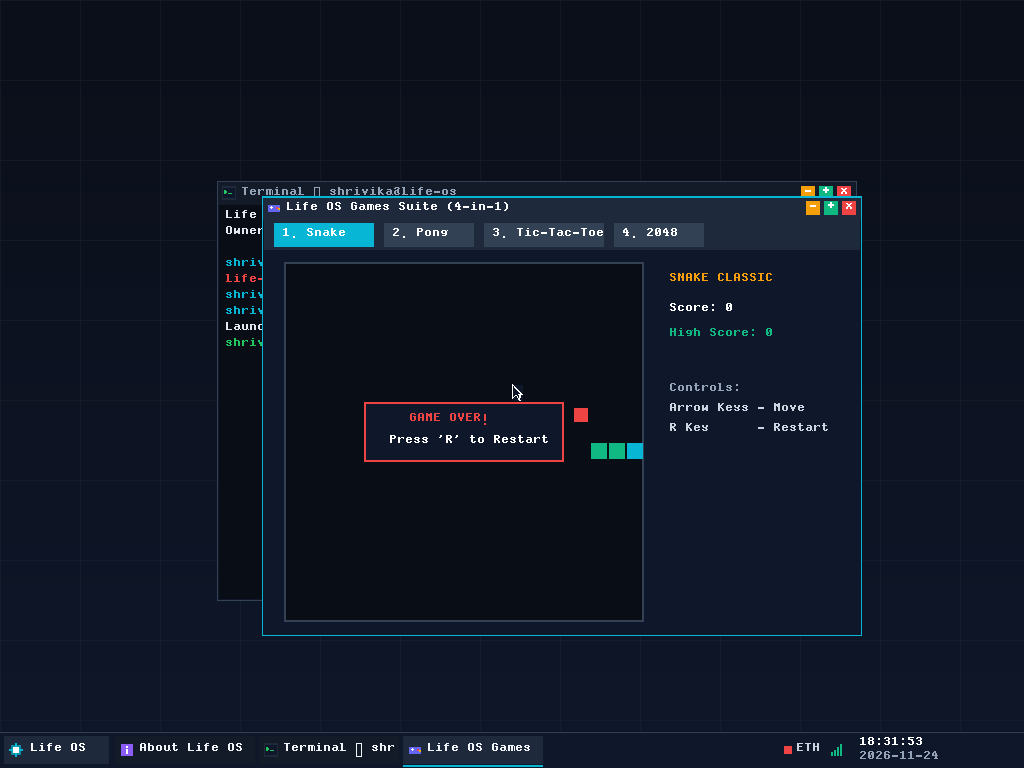 Terminal ▯ shrivika@life-os
Life OS Games Suite (4-in-1)
1. Snake
2. Pong
3. Tic-Tac-Toe
4. 2048
Life
Owner
shriv
life-
shriv
shriv
Launc
shriv
SNAKE CLASSIC
Score: 0
High Score: 0
Controls:
Arrow Keys - Move
R Key - Restart
GAME OVER!
Press 'R' to Restart
Life OS
About Life OS
Terminal ▯ shr
Life OS Games
ETH
18:31:53
2026-11-24